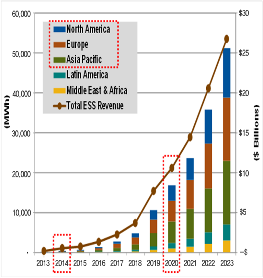 60,000
50,000
40,000
30,000
20,000
10,000
-
(MWh)
North America
Europe
Asia Pacific
Latin America
Middle East & Africa
Total ESS Revenue
$30
$25
$20
$15
$10
$5
$-
($ Billions)
2013 2014 2015 2016 2017 2018 2019 2020 2021 2022 2023